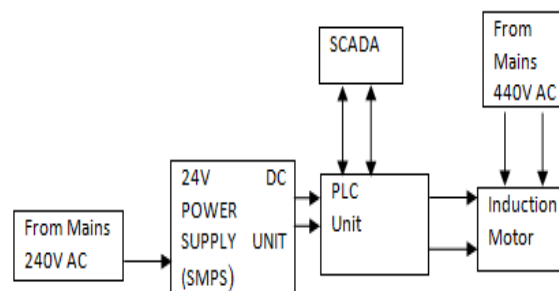 SCADA
From
Mains
440V AC
24V DC
POWER
SUPPLY UNIT
(SMPS)
PLC
Unit
Induction
Motor
From Mains
240V AC